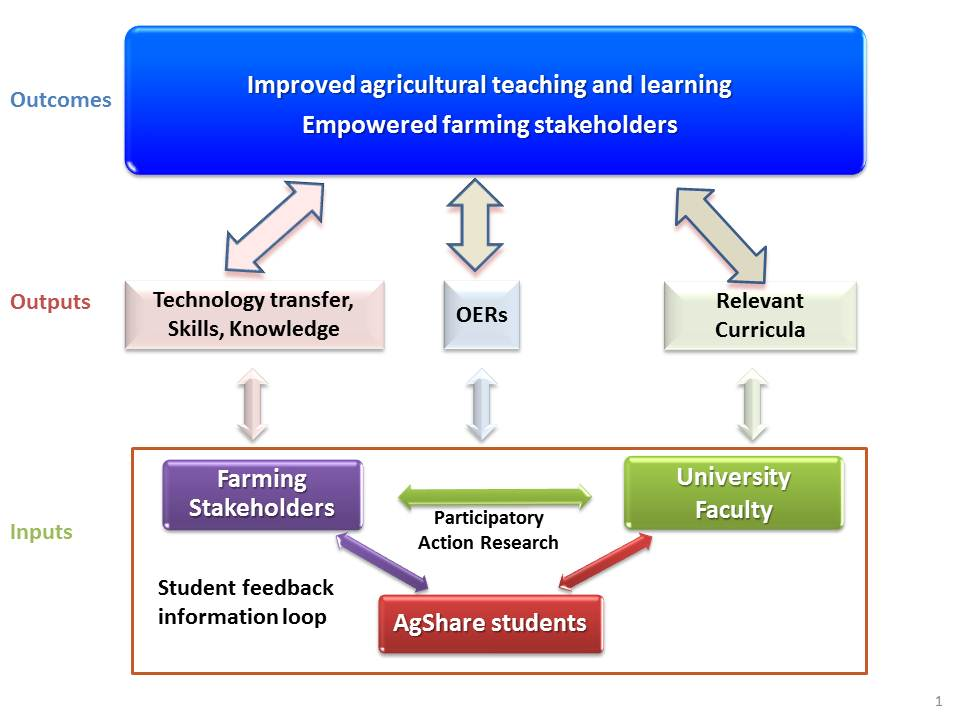 Outcomes
Improved agricultural teaching and learning
Empowered farming stakeholders
Outputs
Technology transfer,
Skills, Knowledge
OERs
Relevant
Curricula
Inputs
Farming
Stakeholders
University
Faculty
Participatory
Action Research
Student feedback
information loop
AgShare students
1